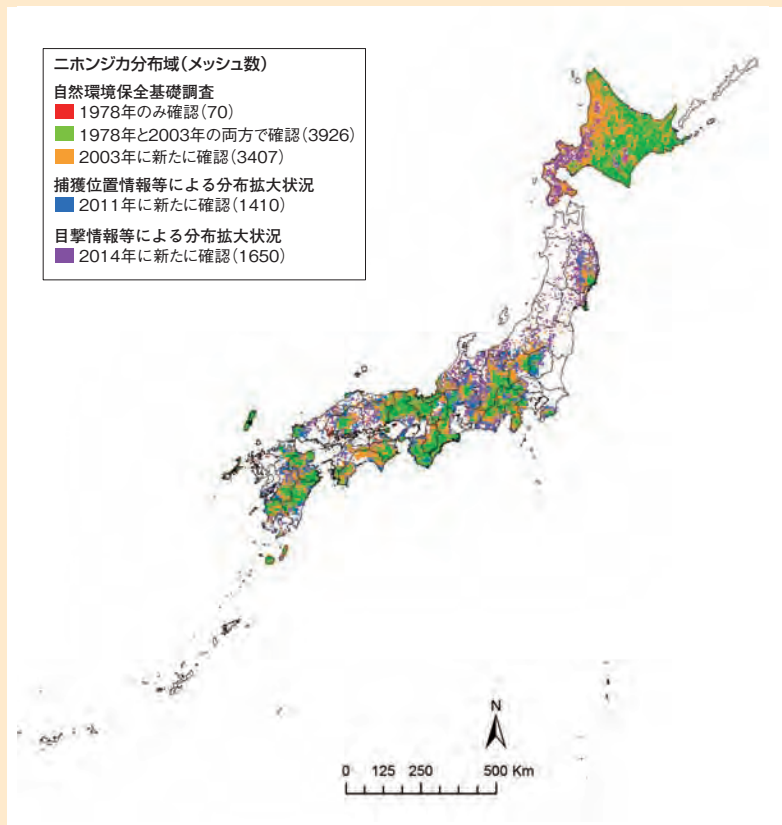 ニホンジカ分布域(メッシュ数)
自然環境保全基礎調査
1978年のみ確認(70)
1978年と2003年の両方で確認(3926)
2003年に新たに確認(3407)
捕獲位置情報等による分布拡大状況
2011年に新たに確認(1410)
目撃情報等による分布拡大状況
2014年に新たに確認(1650)
N
0 125 250 500 Km